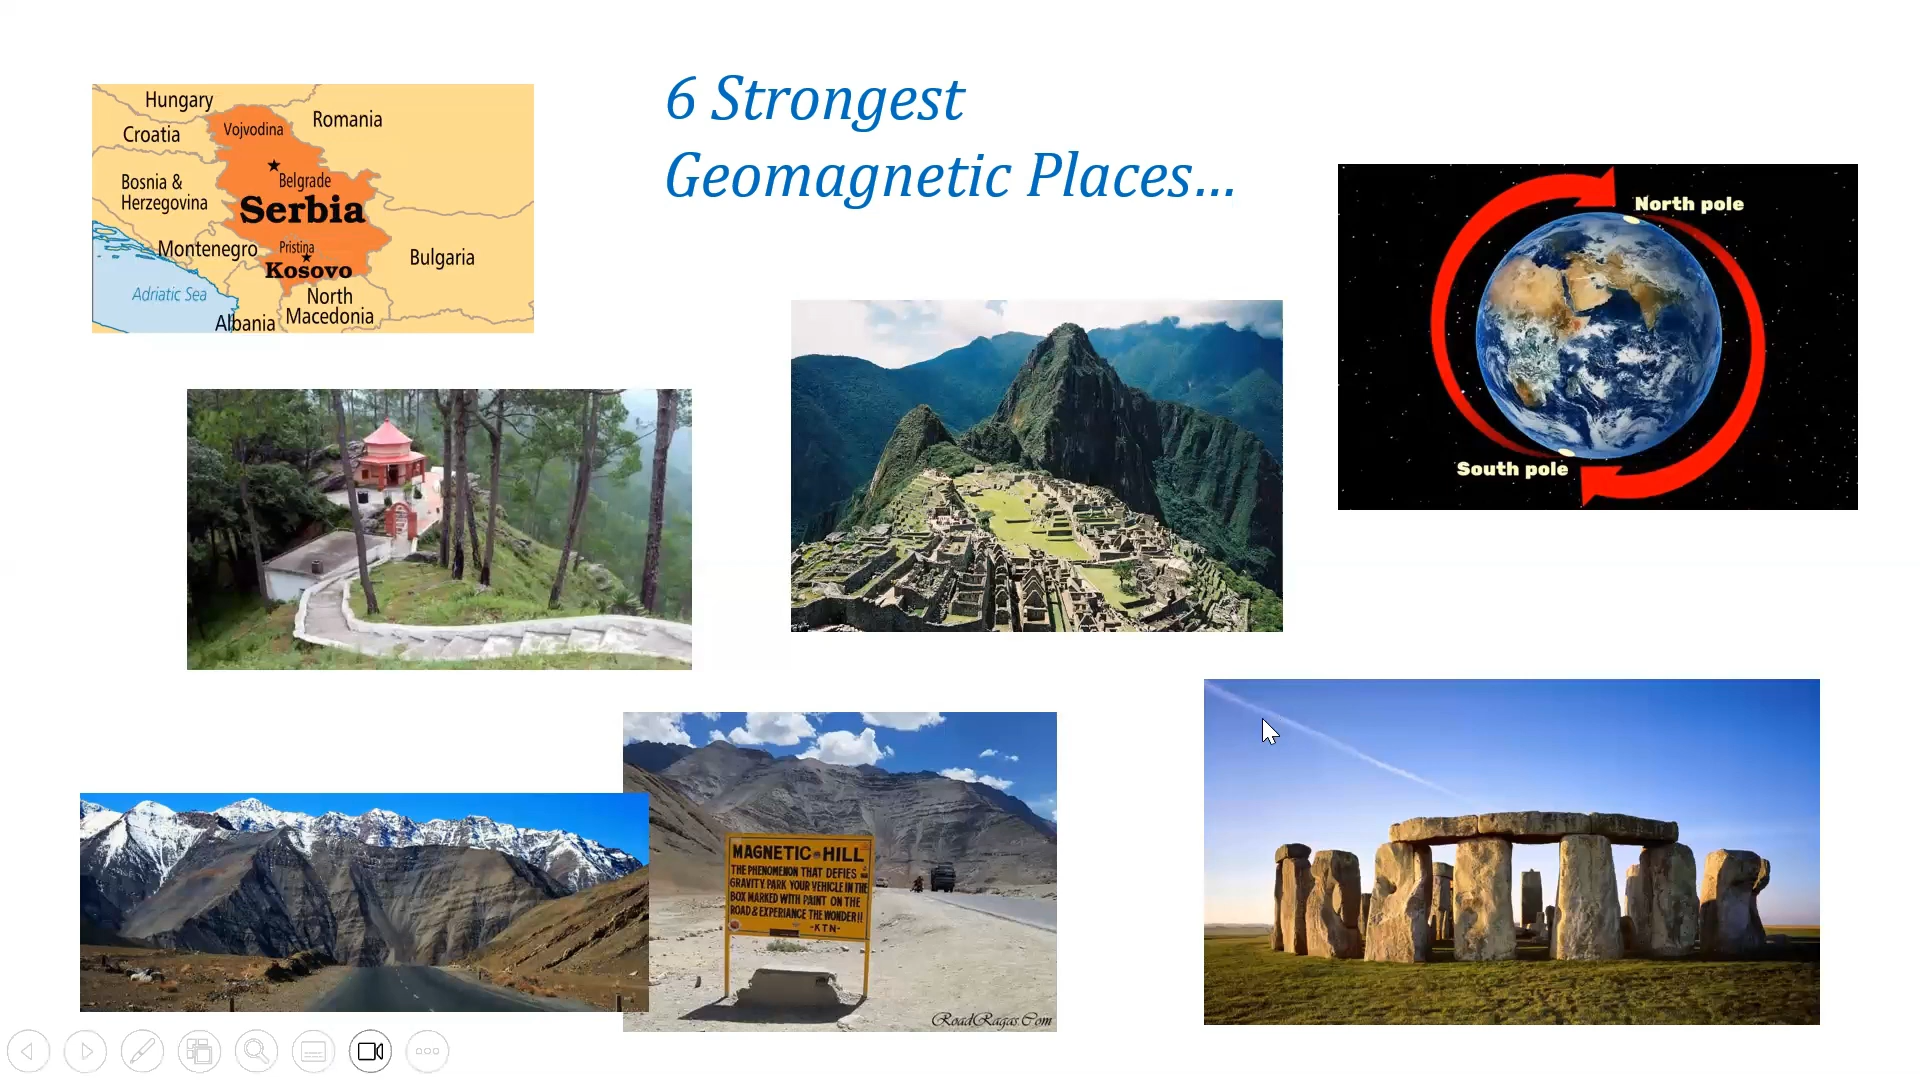 6 Strongest
Geomagnetic Places...
Hungary
Romania
Croatia
Vojvodina
Belgrade
Bosnia &
Herzegovina
Serbia
Montenegro
Pristina
Kosovo
Bulgaria
Adriatic Sea
North
Macedonia
Albania
North pole
South pole
MAGNETIC HILL
THE PHENOMENON THAT DEFIES
GRAVITY PARK YOUR VEHICLE IN THE
BOX MARKED WITH PAINT ON THE
ROAD & EXPERIANCE THE WONDER!!
-KTN-
RoadRagas.Com